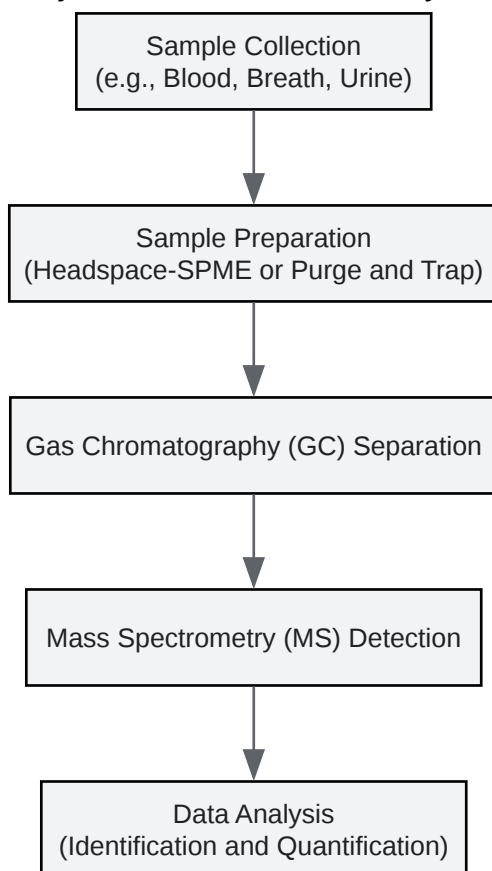 Sample Collection
(e.g., Blood, Breath, Urine)
Sample Preparation
(Headspace-SPME or Purge and Trap)
Gas Chromatography (GC) Separation
Mass Spectrometry (MS) Detection
Data Analysis
(Identification and Quantification)